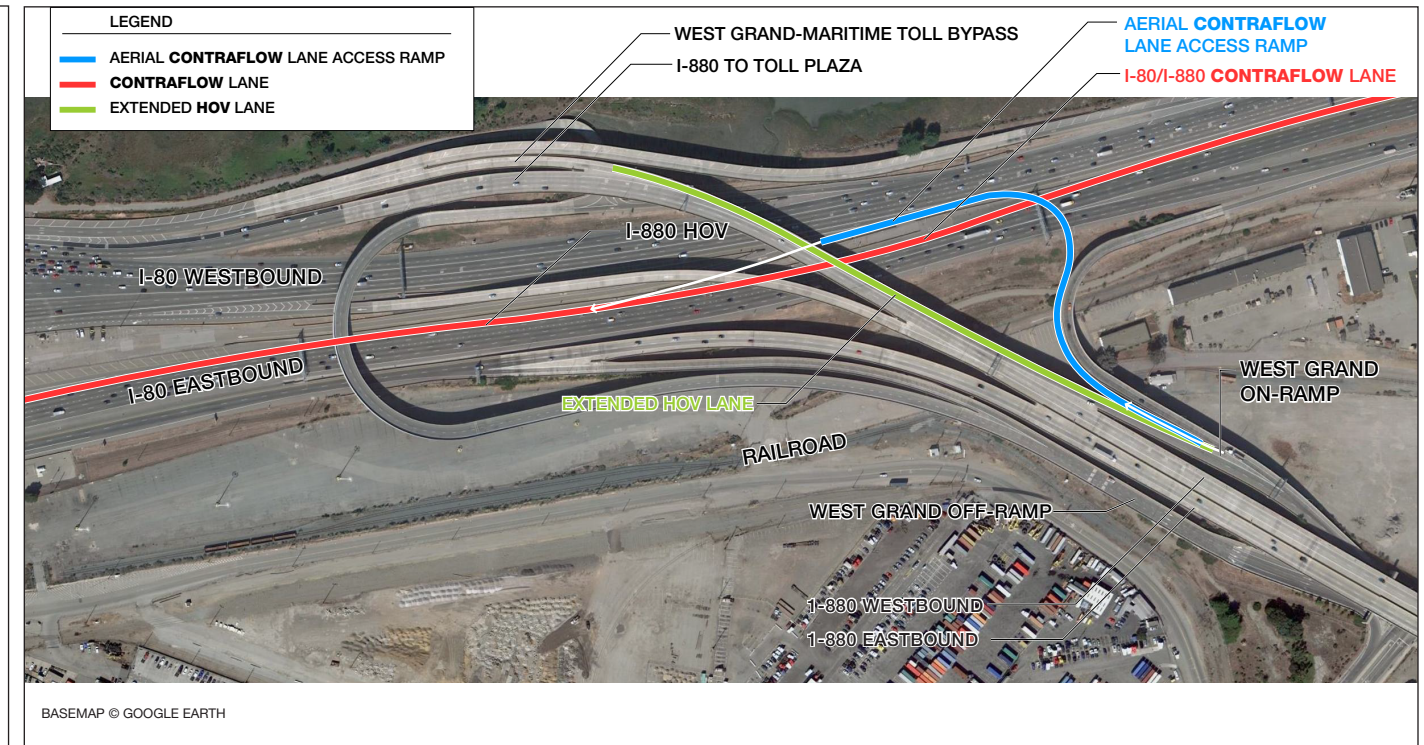 LEGEND
AERIAL CONTRAFLOW LANE ACCESS RAMP
CONTRAFLOW LANE
EXTENDED HOV LANE
WEST GRAND-MARITIME TOLL BYPASS
I-880 TO TOLL PLAZA
AERIAL CONTRAFLOW
LANE ACCESS RAMP
I-80/I-880 CONTRAFLOW LANE
I-880 HOV
I-80 WESTBOUND
I-80 EASTBOUND
EXTENDED HOV LANE
WEST GRAND
ON-RAMP
RAILROAD
WEST GRAND OFF-RAMP
1-880 WESTBOUND
1-880 EASTBOUND
BASEMAP © GOOGLE EARTH